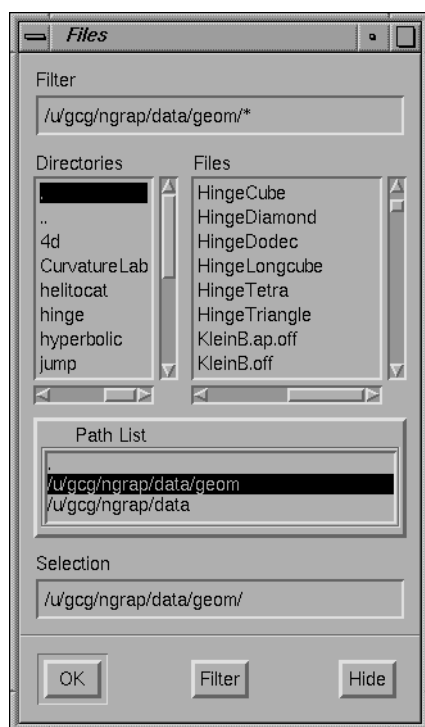 Files
Filter
/u/gcg/ngrap/data/geom/*
Directories
.
..
4d
CurvatureLab
helitocat
hinge
hyperbolic
jump
Files
HingeCube
HingeDiamond
HingeDodec
HingeLongcube
HingeTetra
HingeTriangle
KleinB.ap.off
KleinB.off
Path List
.
/u/gcg/ngrap/data/geom
/u/gcg/ngrap/data
Selection
/u/gcg/ngrap/data/geom/
OK
Filter
Hide